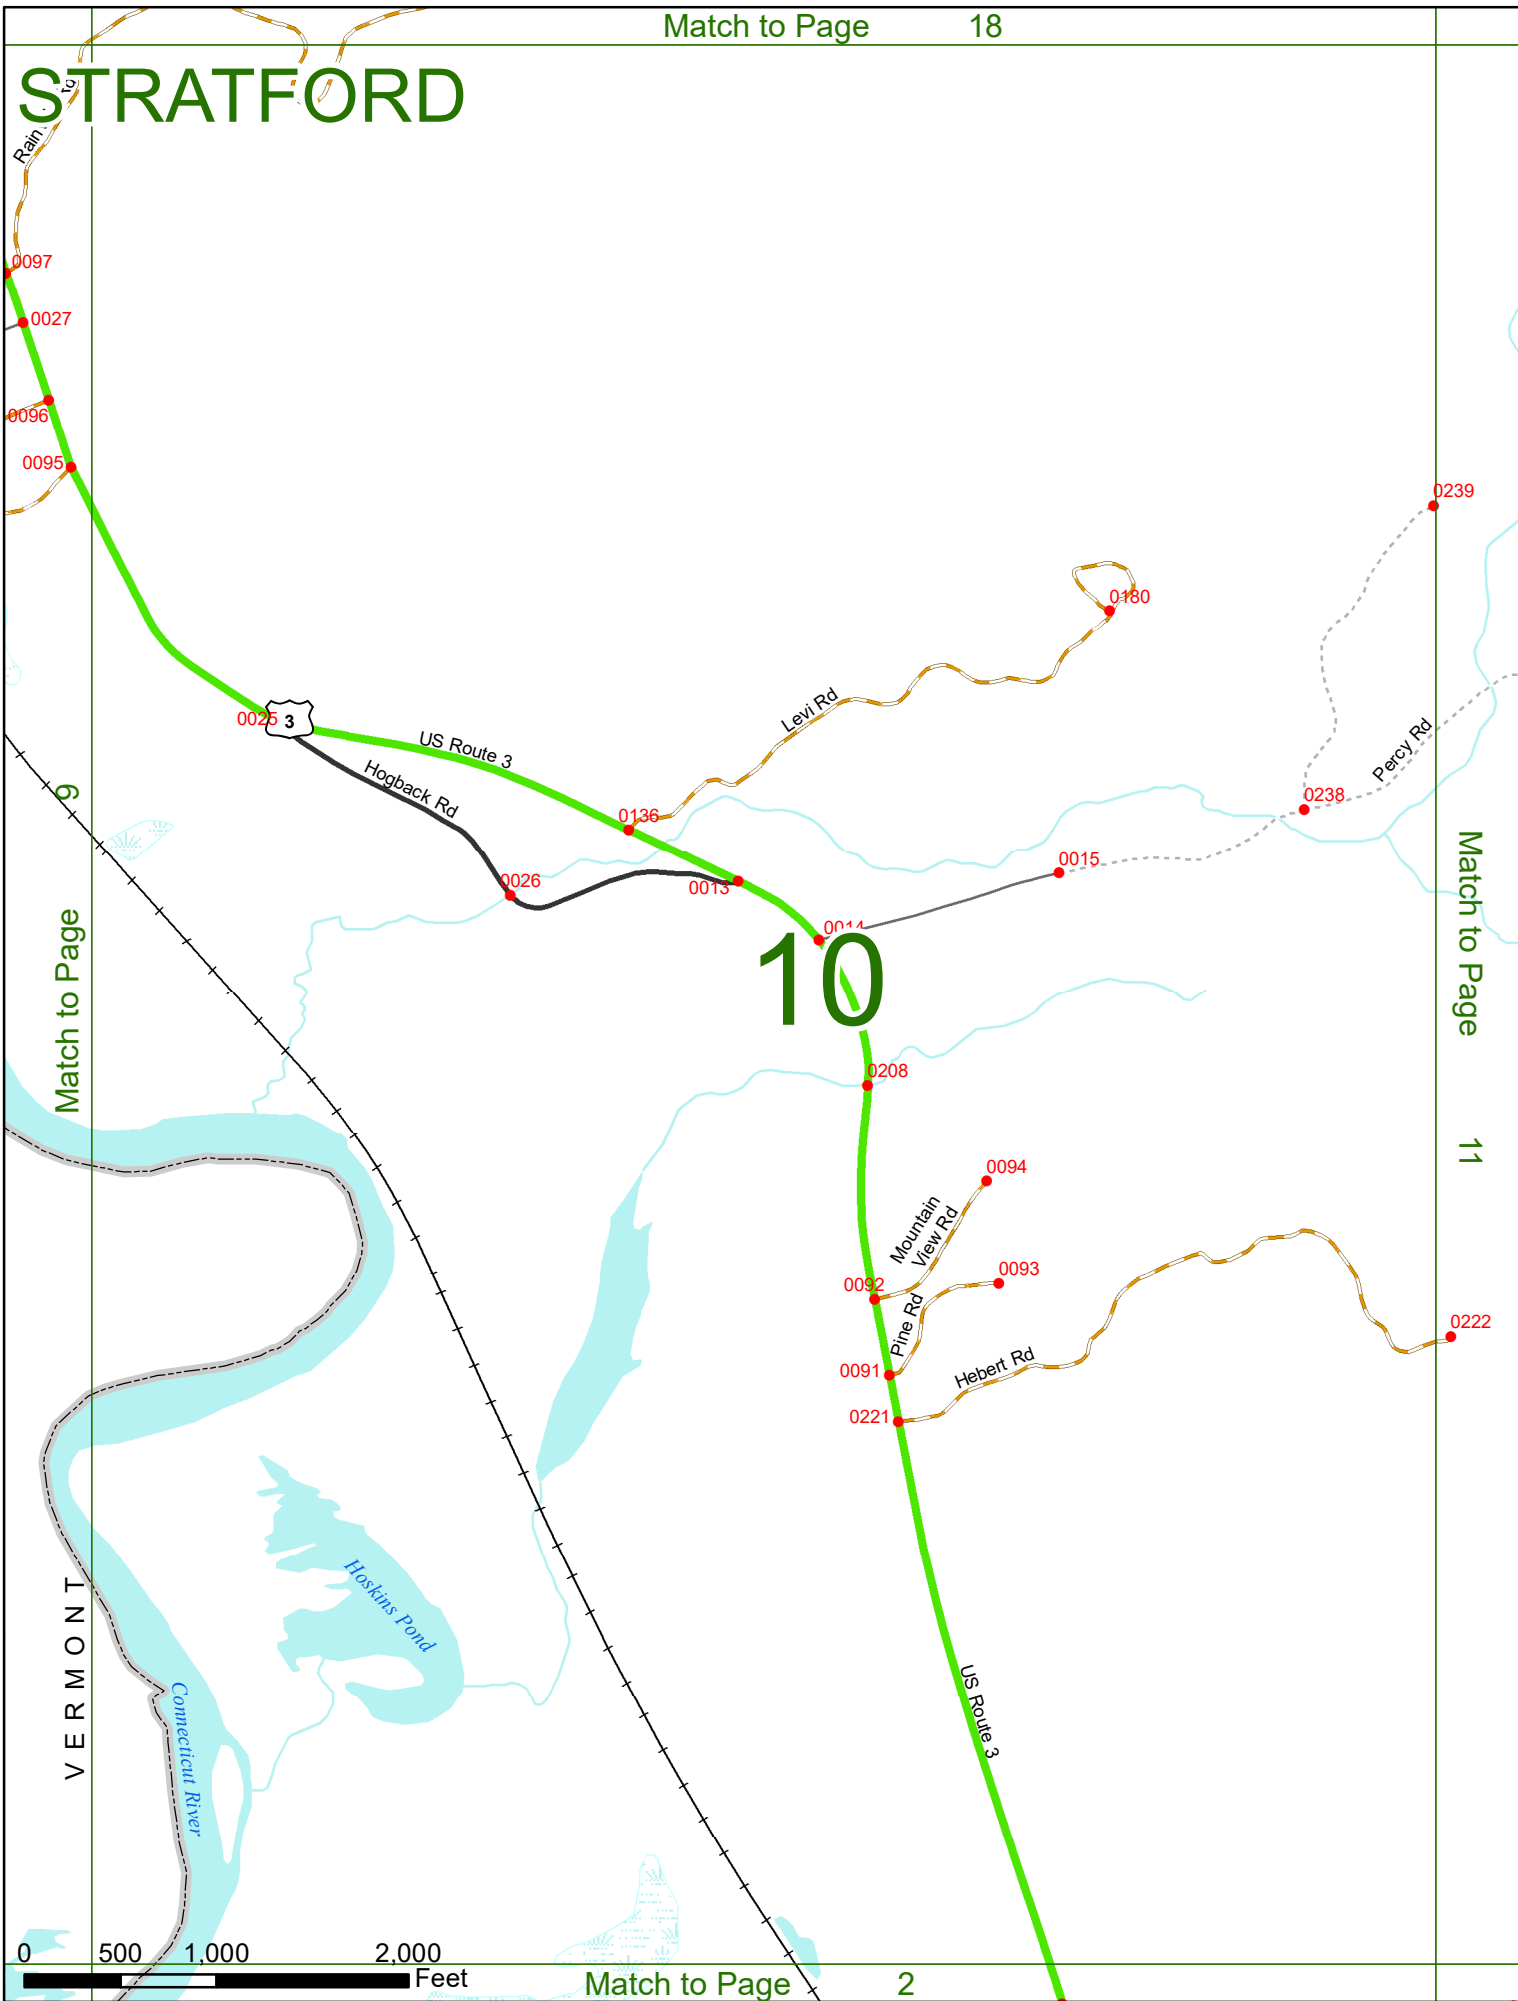 Match to Page 18
STRATFORD
Rain
rd
0097
0027
0096
0095
0239
0180
0025
3
US Route 3
Levi Rd
Hogback Rd
Percy Rd
0136
0238
0026
0013
0015
0014
Match to Page 9
10
Match to Page 11
0208
0094
Mountain
View Rd
0093
0092
Pine Rd
0222
0091
Hebert Rd
0221
Hoskins Pond
VERMONT
Connecticut River
US Route 3
0 500 1,000 2,000
Feet
Match to Page 2